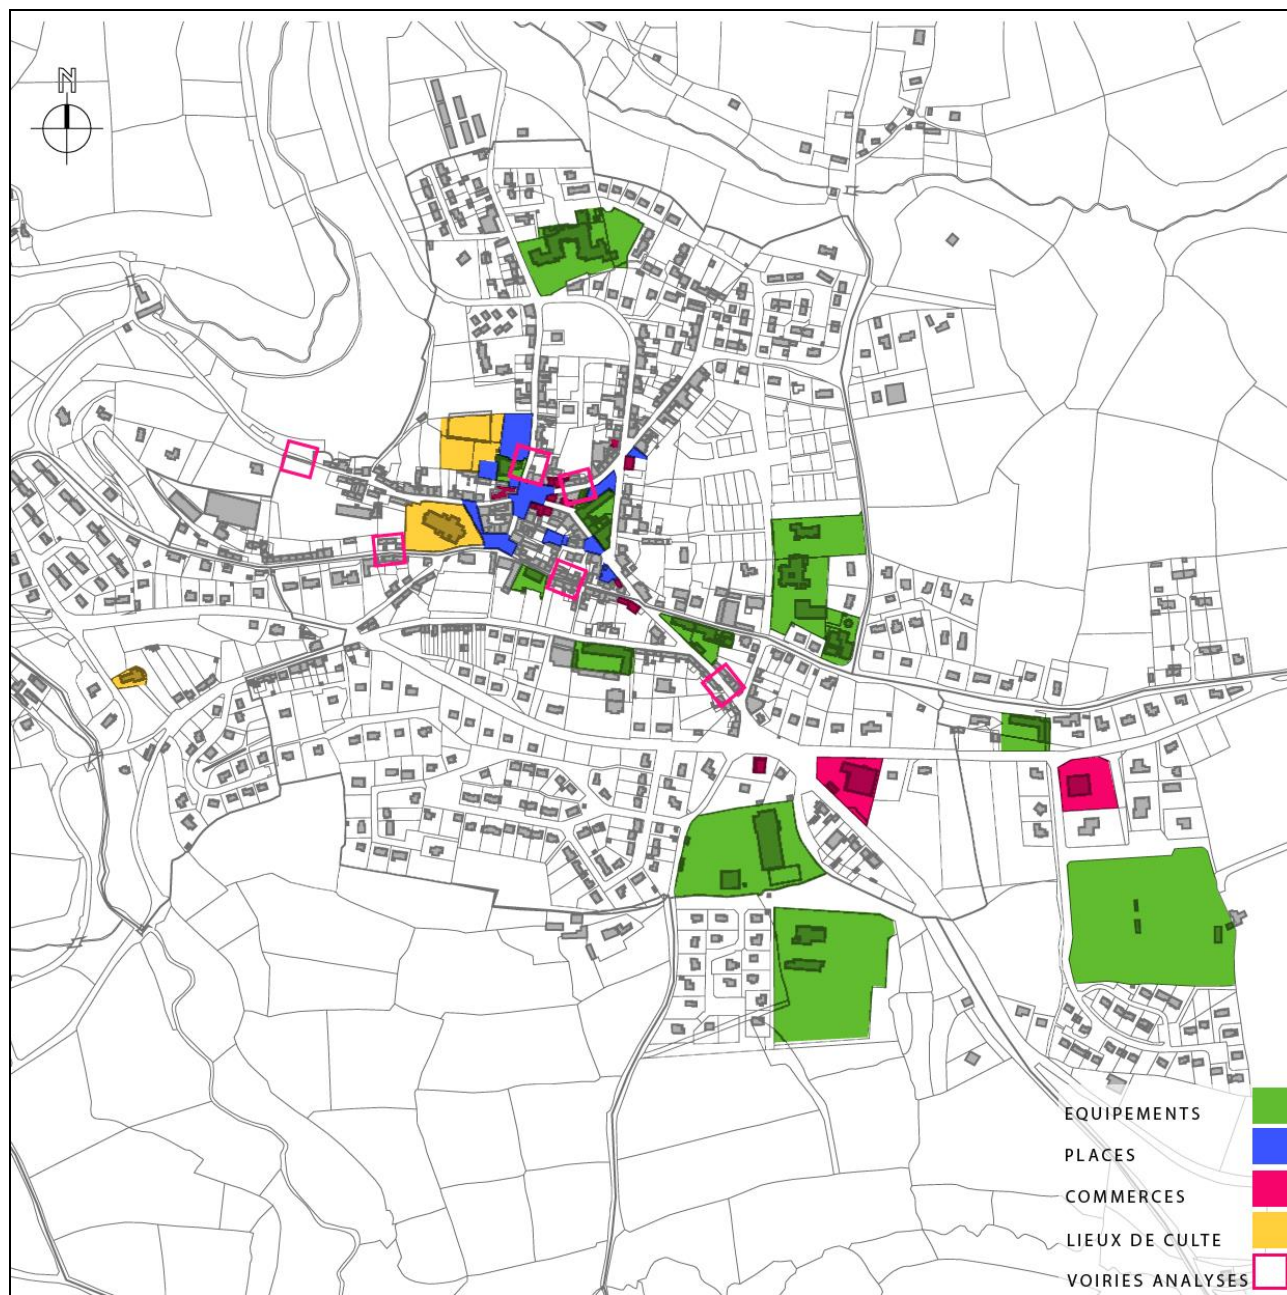 N
EQUIPEMENTS
PLACES
COMMERCES
LIEUX DE CULTE
VOIRIES ANALYSES